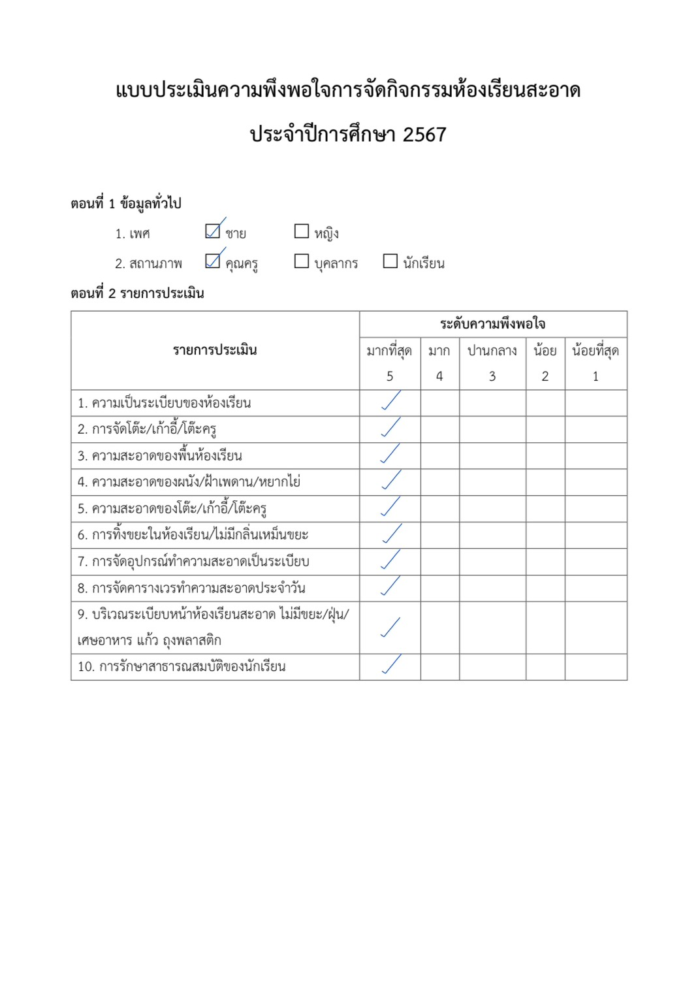 แบบประเมินความพึงพอใจการจัดกิจกรรมห้องเรียนสะอาด
ประจำปีการศึกษา 2567
ตอนที่ 1 ข้อมูลทั่วไป
1. เพศ ชาย หญิง
2. สถานภาพ คุณครู บุคลากร นักเรียน
ตอนที่ 2 รายการประเมิน
ระดับความพึงพอใจ
รายการประเมิน
มากที่สุด มาก ปานกลาง น้อย น้อยที่สุด
5 4 3 2 1
1. ความเป็นระเบียบของห้องเรียน
2. การจัดโต๊ะ/เก้าอี้/โต๊ะครู
3. ความสะอาดของพื้นห้องเรียน
4. ความสะอาดของผนัง/ฝ้าเพดาน/หยากไย่
5. ความสะอาดของโต๊ะ/เก้าอี้/โต๊ะครู
6. การทิ้งขยะในห้องเรียน/ไม่มีกลิ่นเหม็นขยะ
7. การจัดอุปกรณ์ทำความสะอาดเป็นระเบียบ
8. การจัดคารางเวรทำความสะอาดประจำวัน
9. บริเวณระเบียบหน้าห้องเรียนสะอาด ไม่มีขยะ/ฝุ่น/
เศษอาหาร แก้ว ถุงพลาสติก
10. การรักษาสาธารณสมบัติของนักเรียน